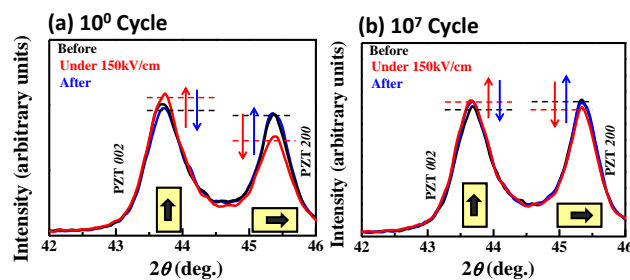 (a) 10⁰ Cycle
Intensity (arbitrary units)
Before
Under 150kV/cm
After
PZT 002
PZT 200
42 43 44 45 46
2θ (deg.)
(b) 10⁷ Cycle
Intensity (arbitrary units)
Before
Under 150kV/cm
After
PZT 002
PZT 200
42 43 44 45 46
2θ (deg.)